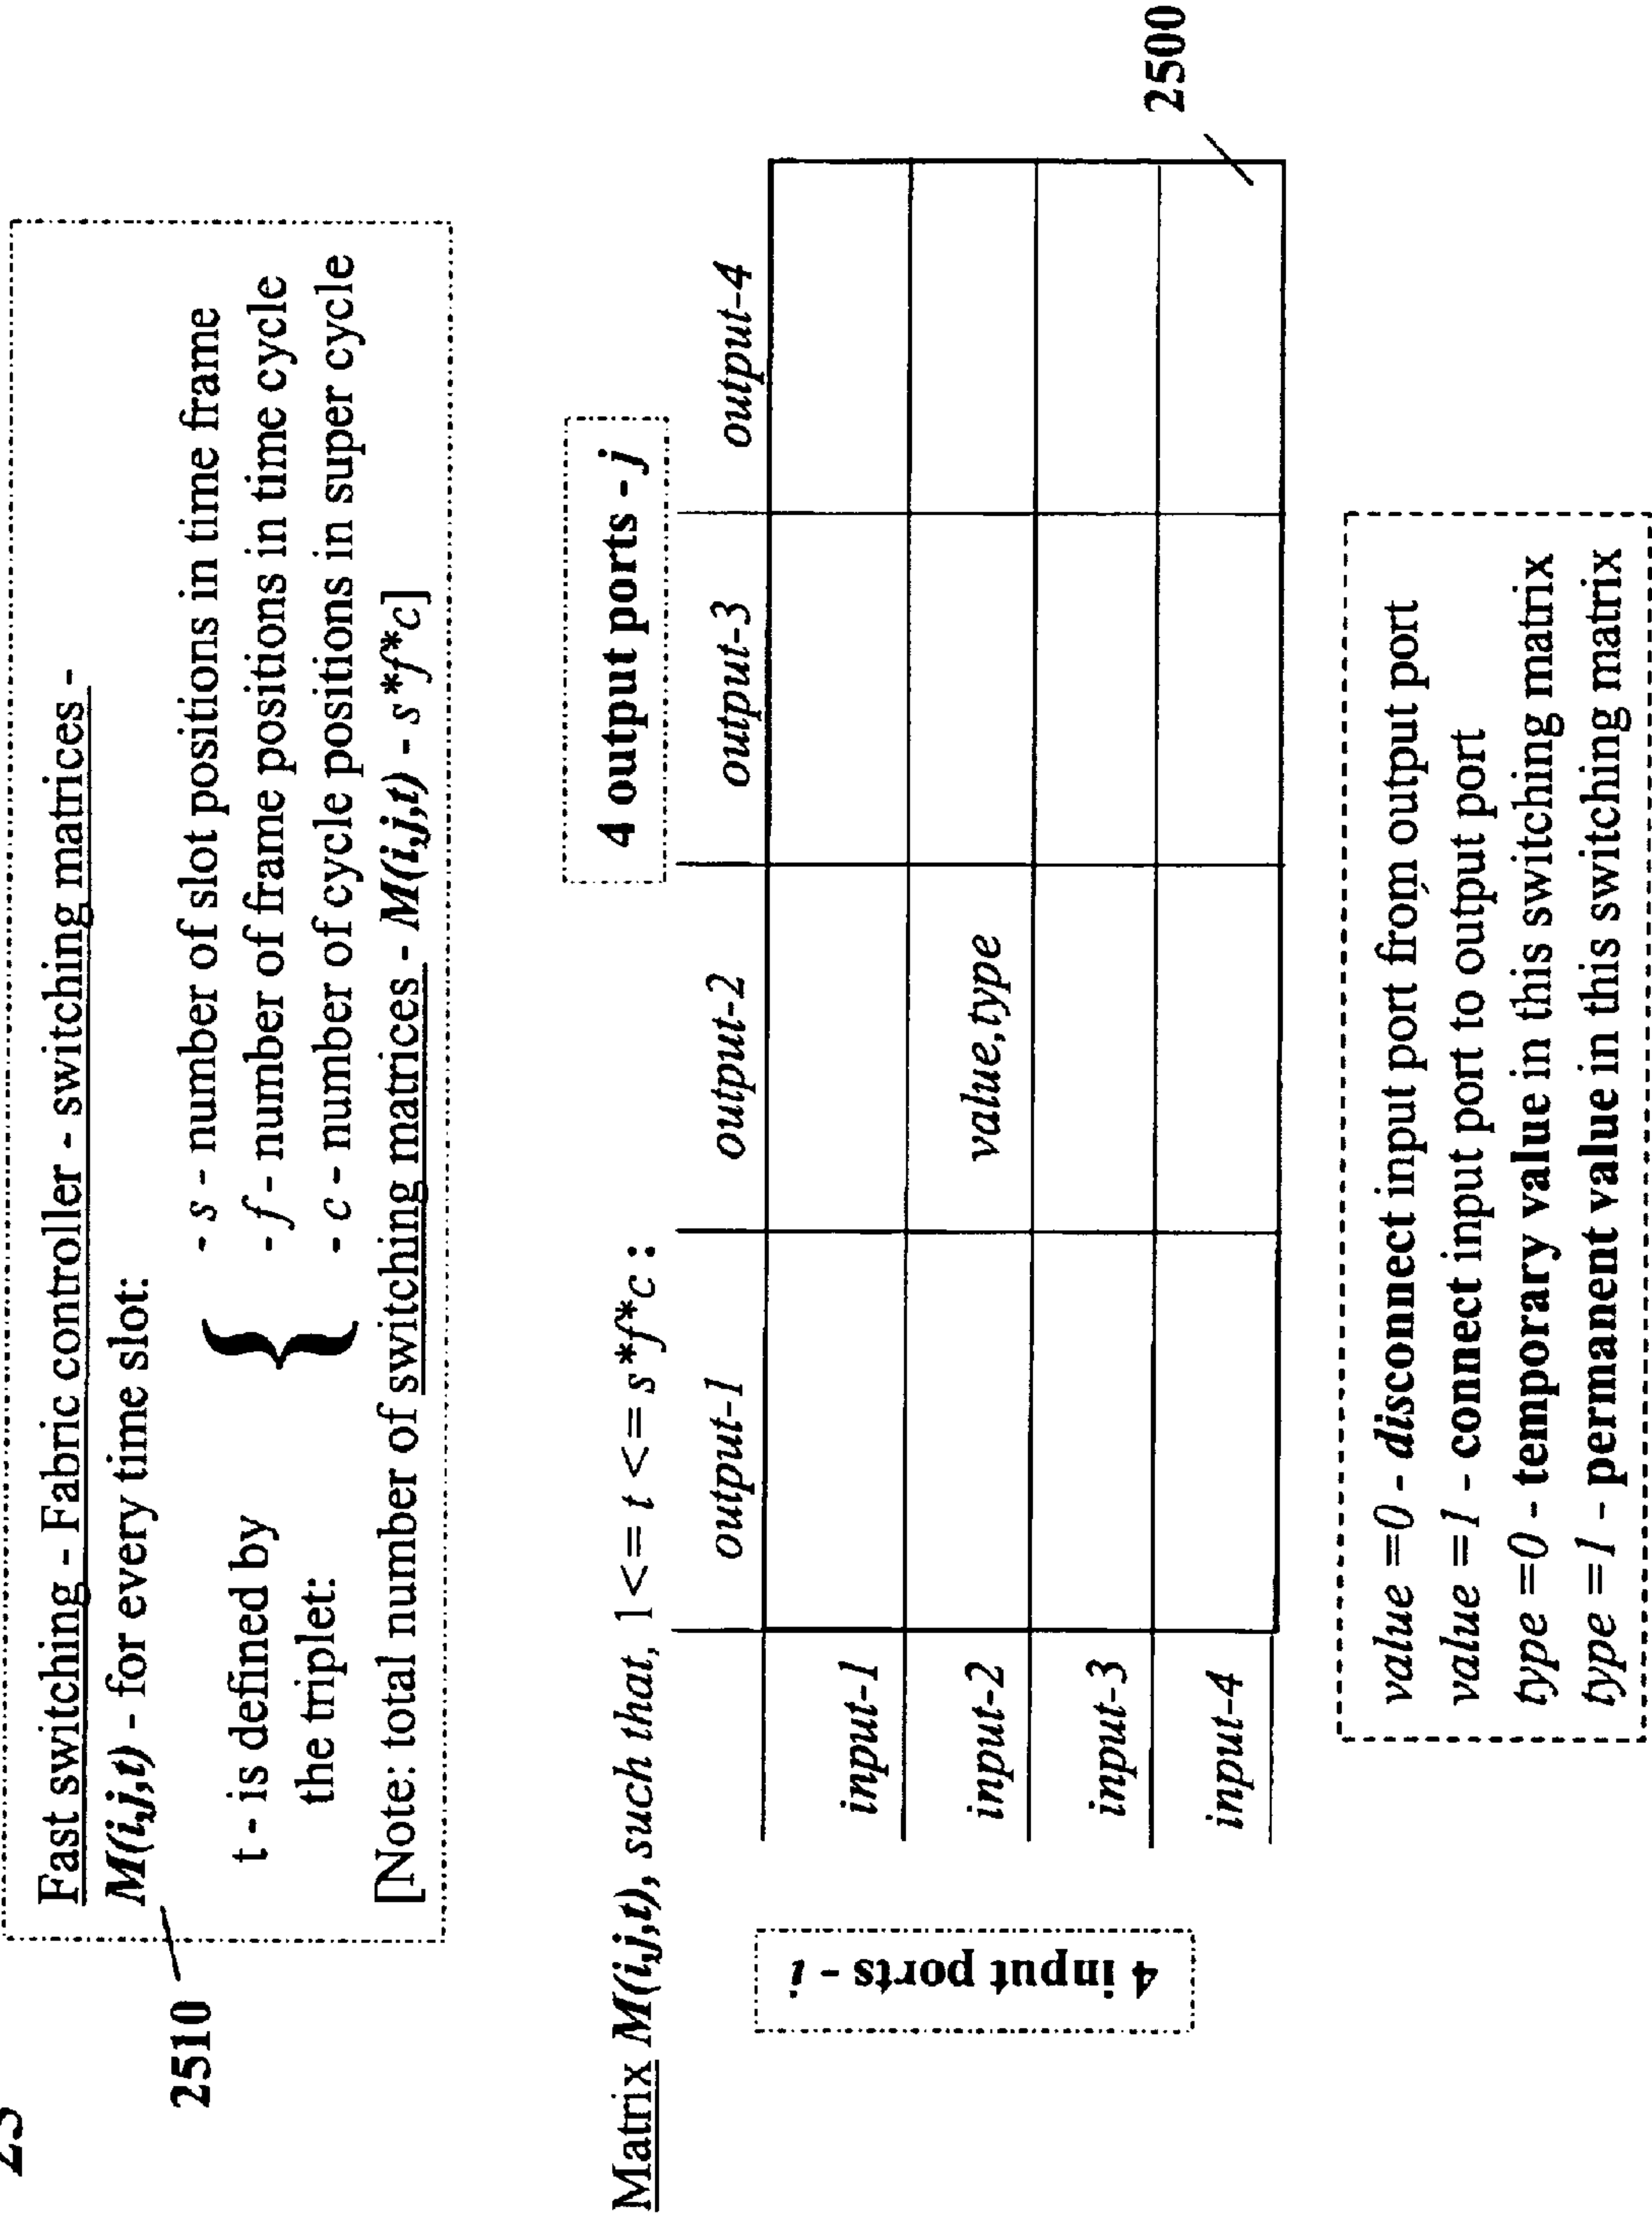 25
Fast switching - Fabric controller - switching matrices -
M(i,j,t) - for every time slot:
t - is defined by
the triplet:
{
- s - number of slot positions in time frame
- f - number of frame positions in time cycle
- c - number of cycle positions in super cycle
[Note: total number of switching matrices - M(i,j,t) - s*f*c]
2510
Matrix M(i,j,t), such that, 1<= t <= s*f*c :
4 output ports - j
output-1 output-2 output-3 output-4
4 input ports - i
input-1
input-2 value,type
input-3
input-4
2500
value =0 - disconnect input port from output port
value =1 - connect input port to output port
type =0 - temporary value in this switching matrix
type =1 - permanent value in this switching matrix